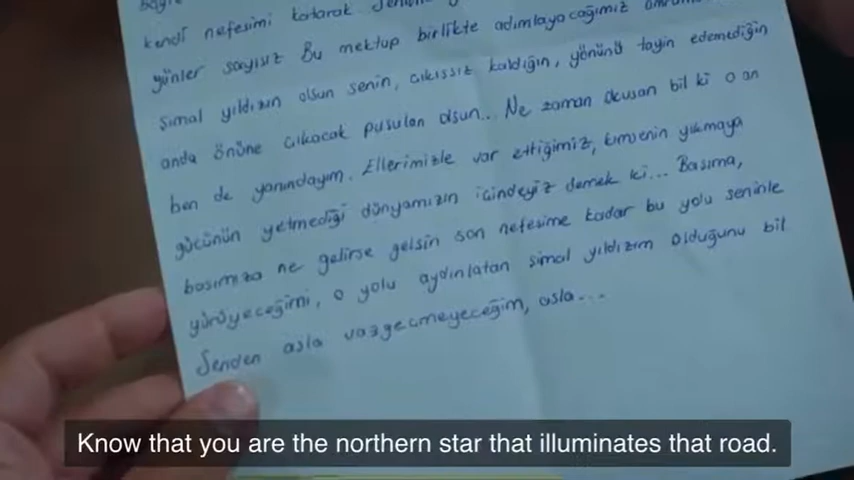 kendi nefesimi katarak
günler sayısız Bu mektup birlikte adımlayacağımız
şimal yıldızın olsun senin, çıkışsız kaldığın, yönünü tayin edemediğin
anda önüne çıkacak pusulan olsun... Ne zaman okusan bil ki o an
ben de yanındayım. Ellerimizle var ettiğimiz, kimsenin yıkmaya
gücünün yetmediği dünyamızın içindeyiz demek ki... Başıma,
başımıza ne gelirse gelsin son nefesime kadar bu yolu seninle
yürüyeceğimi, o yolu aydınlatan şimal yıldızım olduğunu bil
Senden asla vazgeçmeyeceğim, asla...
Know that you are the northern star that illuminates that road.